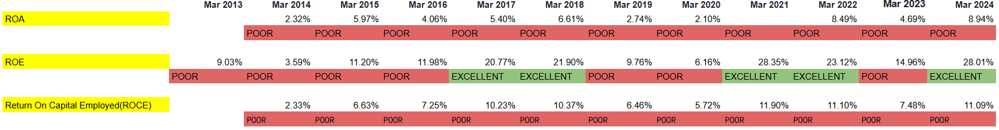 Mar 2013 Mar 2014 Mar 2015 Mar 2016 Mar 2017 Mar 2018 Mar 2019 Mar 2020 Mar 2021 Mar 2022 Mar 2023 Mar 2024
ROA 2.32% 5.97% 4.06% 5.40% 6.61% 2.74% 2.10% 8.49% 4.69% 8.94%
POOR POOR POOR POOR POOR POOR POOR POOR POOR POOR POOR
ROE 9.03% 3.59% 11.20% 11.98% 20.77% 21.90% 9.76% 6.16% 28.35% 23.12% 14.96% 28.01%
POOR POOR POOR POOR EXCELLENT EXCELLENT POOR POOR EXCELLENT EXCELLENT POOR EXCELLENT
Return On Capital Employed(ROCE) 2.33% 6.63% 7.25% 10.23% 10.37% 6.46% 5.72% 11.90% 11.10% 7.48% 11.09%
POOR POOR POOR POOR POOR POOR POOR POOR POOR POOR POOR